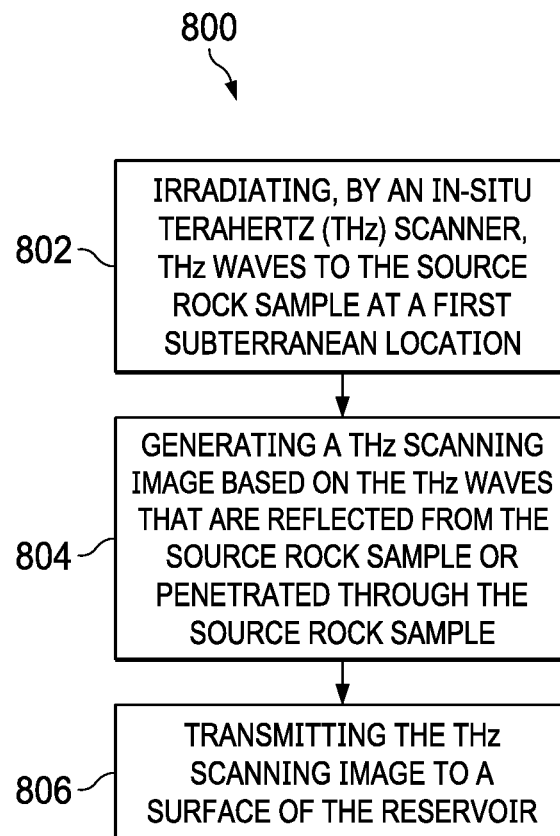 800
802
IRRADIATING, BY AN IN-SITU
TERAHERTZ (THz) SCANNER,
THz WAVES TO THE SOURCE
ROCK SAMPLE AT A FIRST
SUBTERRANEAN LOCATION
804
GENERATING A THz SCANNING
IMAGE BASED ON THE THz WAVES
THAT ARE REFLECTED FROM THE
SOURCE ROCK SAMPLE OR
PENETRATED THROUGH THE
SOURCE ROCK SAMPLE
806
TRANSMITTING THE THz
SCANNING IMAGE TO A
SURFACE OF THE RESERVOIR